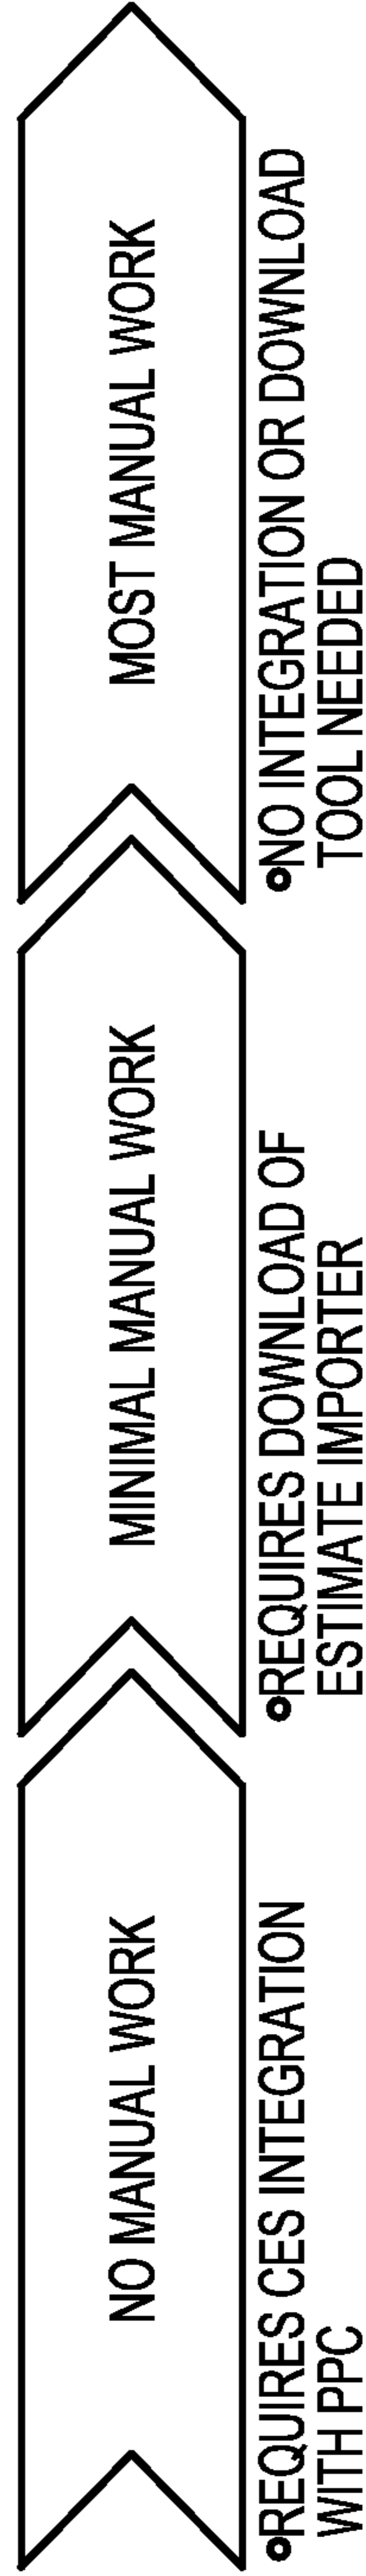 NO MANUAL WORK
•REQUIRES CES INTEGRATION
WITH PPC
MINIMAL MANUAL WORK
•REQUIRES DOWNLOAD OF
ESTIMATE IMPORTER
MOST MANUAL WORK
•NO INTEGRATION OR DOWNLOAD
TOOL NEEDED